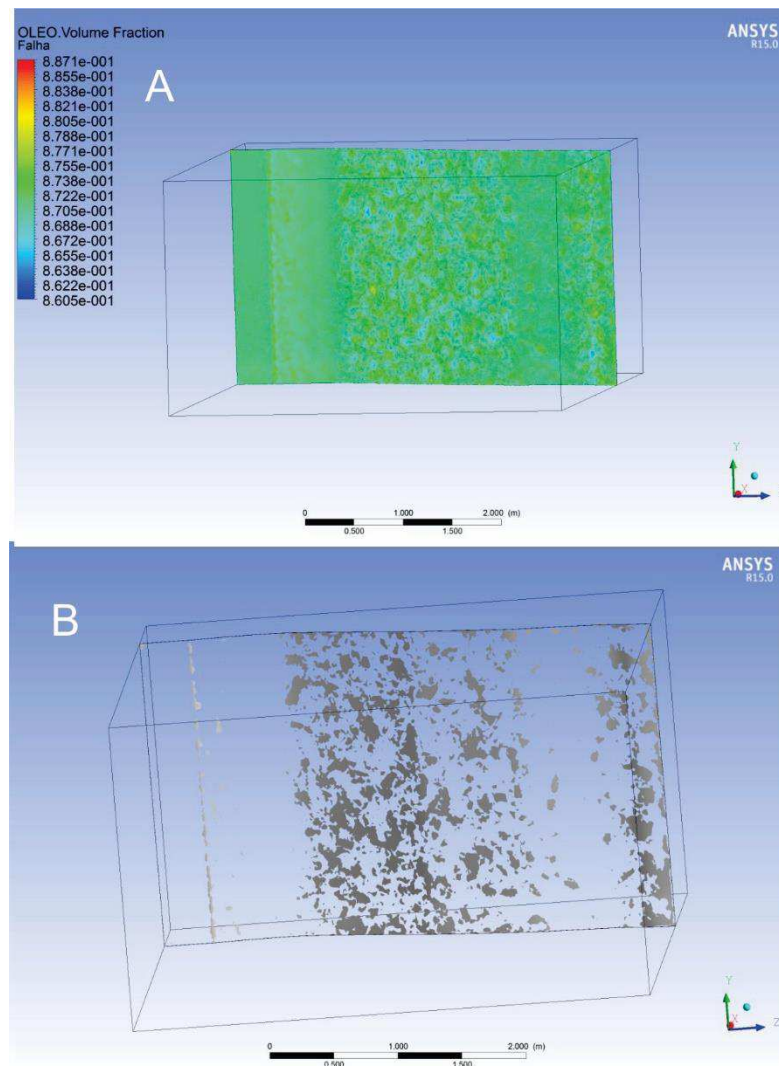 OLEO.Volume Fraction
Falha
8.871e-001
8.855e-001
8.838e-001
8.821e-001
8.805e-001
8.788e-001
8.771e-001
8.755e-001
8.738e-001
8.722e-001
8.705e-001
8.688e-001
8.672e-001
8.655e-001
8.638e-001
8.622e-001
8.605e-001
A
ANSYS
R15.0
Y
X
0 1.000 2.000 (m)
0.500 1.500
B
ANSYS
R15.0
Y
X Z
0 1.000 2.000 (m)
0.500 1.500